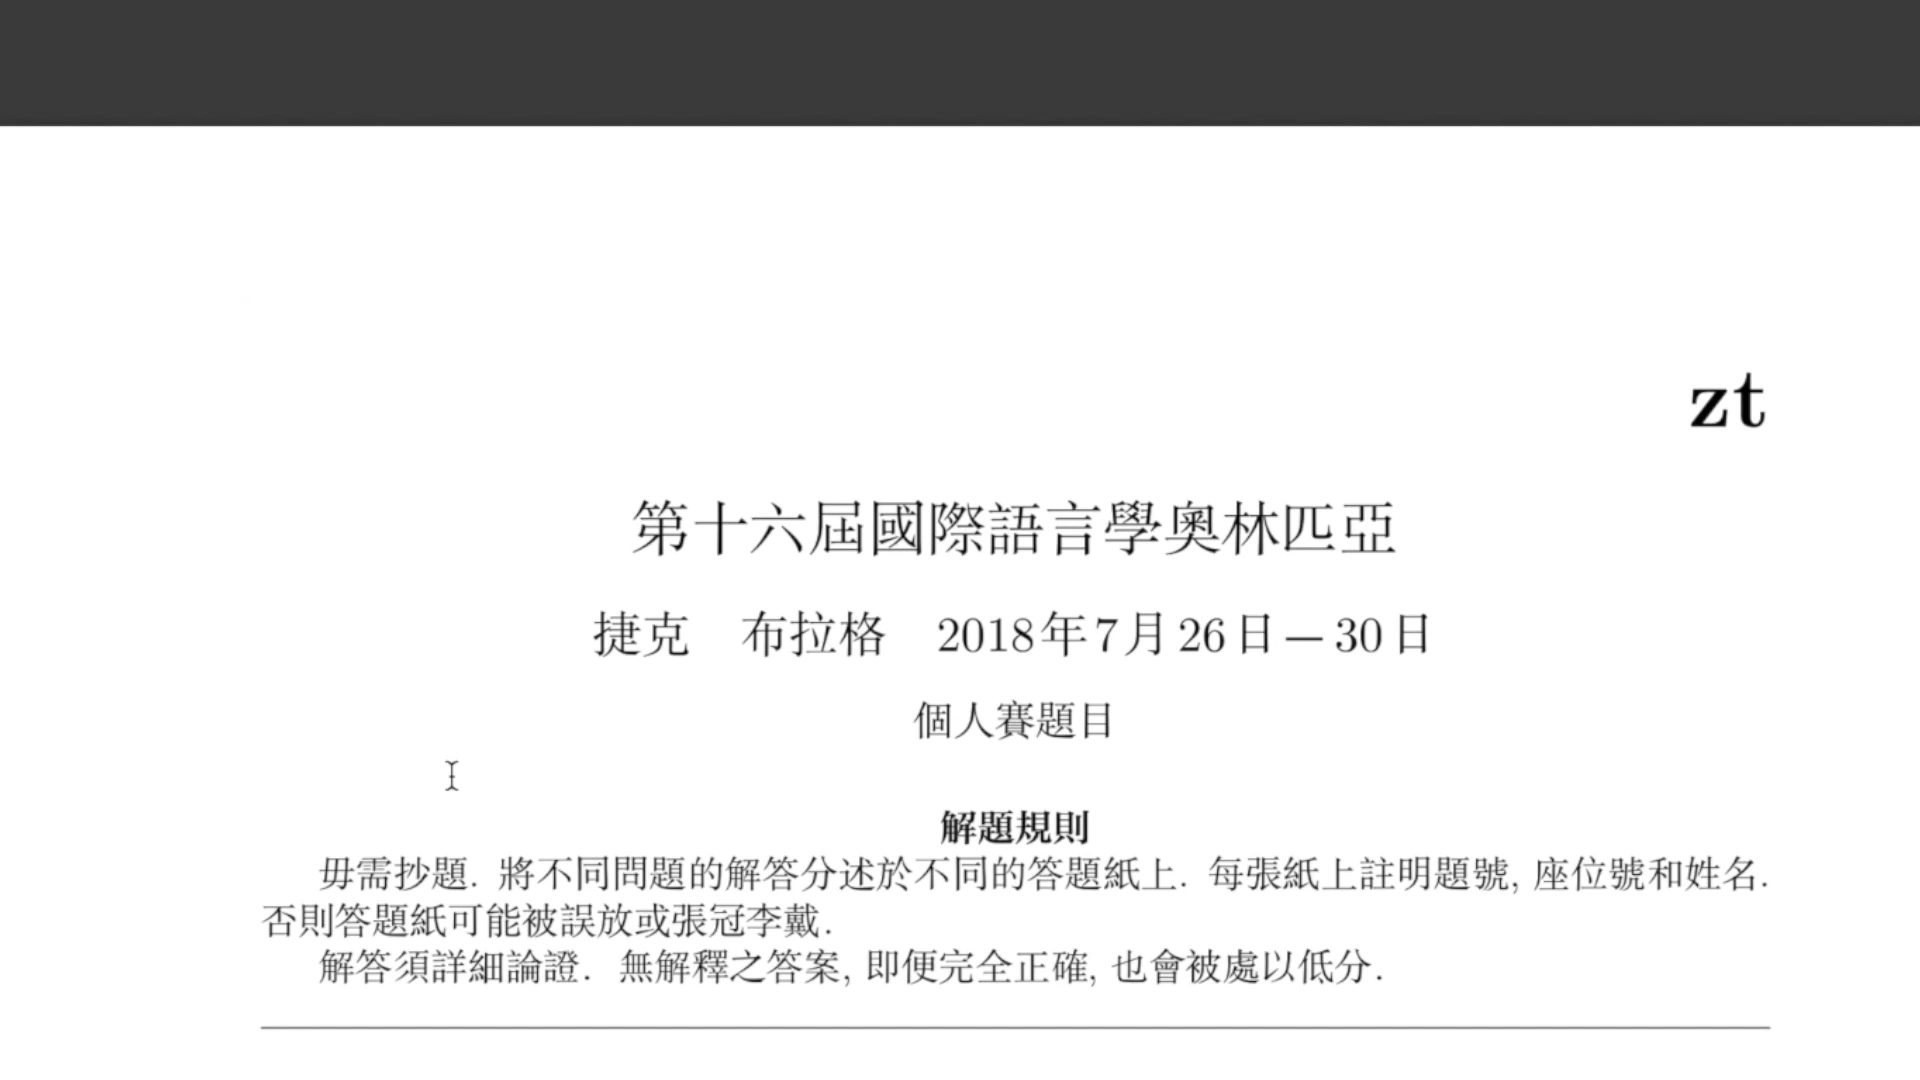 zt
第十六屆國際語言學奧林匹亞
捷克 布拉格 2018年7月26日—30日
個人賽題目
解題規則
毋需抄題. 將不同問題的解答分述於不同的答題紙上. 每張紙上註明題號, 座位號和姓名.
否則答題紙可能被誤放或張冠李戴.
解答須詳細論證. 無解釋之答案, 即便完全正確, 也會被處以低分.